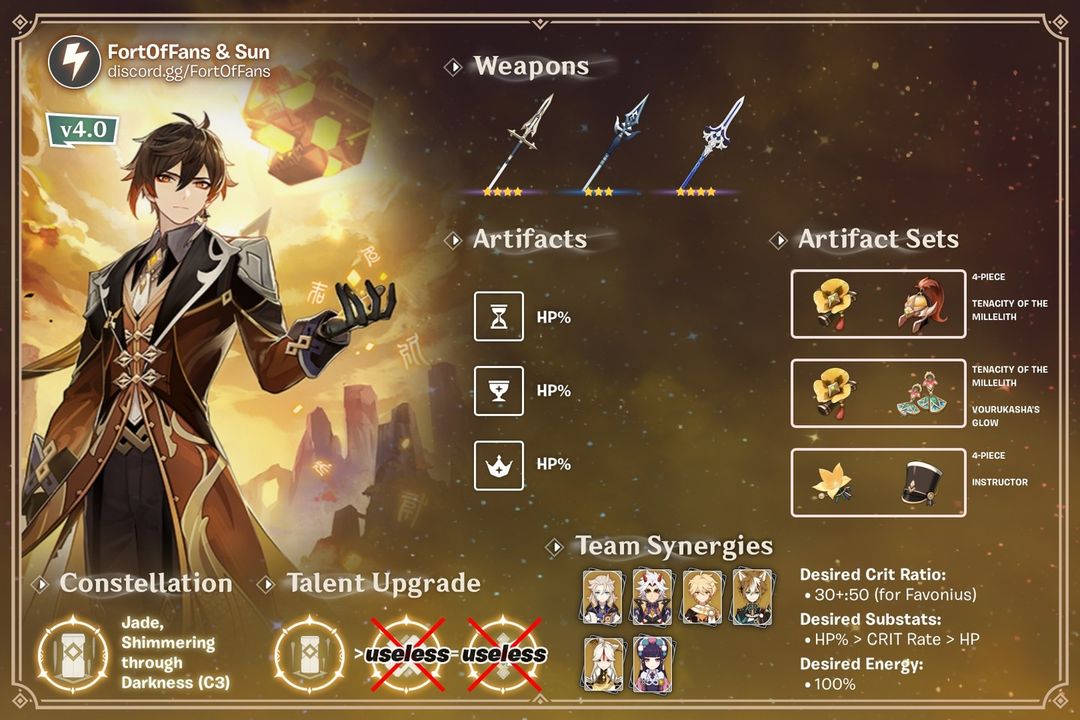 FortOfFans & Sun
discord.gg/FortOfFans
v4.0
Weapons
Artifacts
HP%
HP%
HP%
Artifact Sets
4-PIECE
TENACITY OF THE
MILLELITH
TENACITY OF THE
MILLELITH
VOURUKASHA'S
GLOW
4-PIECE
INSTRUCTOR
Constellation
Jade,
Shimmering
through
Darkness (C3)
Talent Upgrade
>useless=useless
Team Synergies
Desired Crit Ratio:
• 30+:50 (for Favonius)
Desired Substats:
• HP% > CRIT Rate > HP
Desired Energy:
• 100%